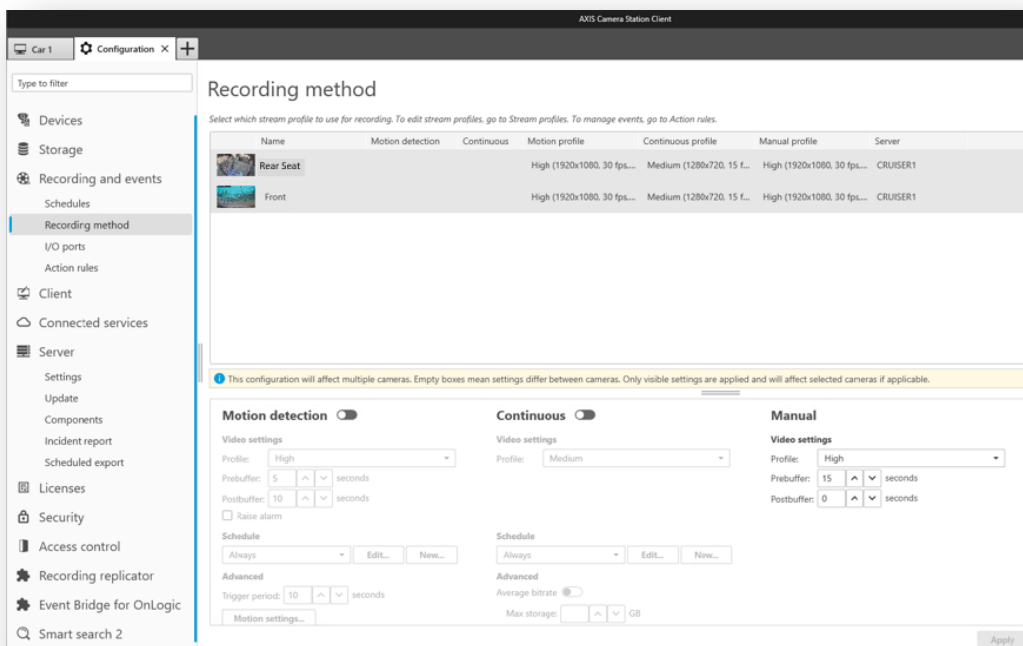 AXIS Camera Station Client
Car 1
Configuration
Type to filter
Devices
Storage
Recording and events
Schedules
Recording method
I/O ports
Action rules
Client
Connected services
Server
Settings
Update
Components
Incident report
Scheduled export
Licenses
Security
Access control
Recording replicator
Event Bridge for OnLogic
Smart search 2
Recording method
Select which stream profile to use for recording. To edit stream profiles, go to Stream profiles. To manage events, go to Action rules.
Name Motion detection Continuous Motion profile Continuous profile Manual profile Server
Rear Seat High (1920x1080, 30 fps,... Medium (1280x720, 15 f... High (1920x1080, 30 fps,... CRUISER1
Front High (1920x1080, 30 fps,... Medium (1280x720, 15 f... High (1920x1080, 30 fps,... CRUISER1
This configuration will affect multiple cameras. Empty boxes mean settings differ between cameras. Only visible settings are applied and will affect selected cameras if applicable.
Motion detection
Video settings
Profile: High
Prebuffer: 5 seconds
Postbuffer: 10 seconds
Raise alarm
Schedule
Always Edit... New...
Advanced
Trigger period: 10 seconds
Motion settings...
Continuous
Video settings
Profile: Medium
Schedule
Always Edit... New...
Advanced
Average bitrate
Max storage: GB
Manual
Video settings
Profile: High
Prebuffer: 15 seconds
Postbuffer: 0 seconds
Apply